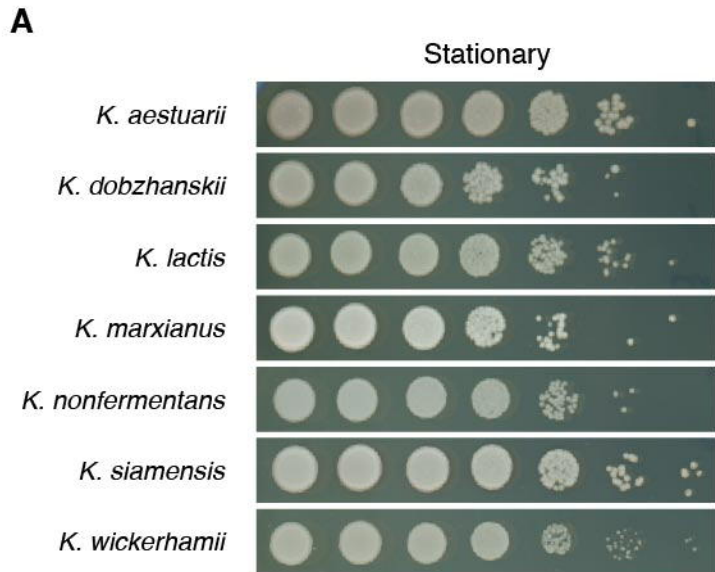 A
Stationary
K. aestuarii
K. dobzhanskii
K. lactis
K. marxianus
K. nonfermentans
K. siamensis
K. wickerhamii